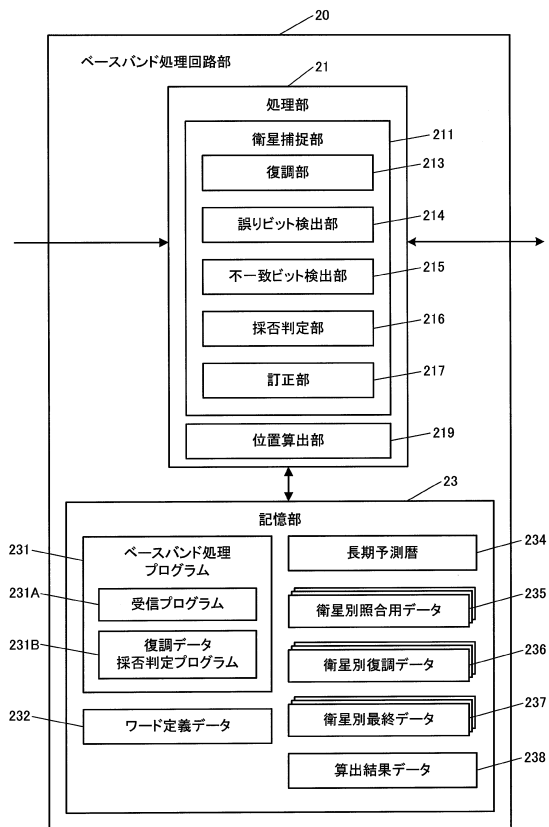 20
ベースバンド処理回路部
21
処理部
衛星捕捉部
211
復調部
213
誤りビット検出部
214
不一致ビット検出部
215
採否判定部
216
訂正部
217
位置算出部
219
23
記憶部
231
ベースバンド処理
プログラム
231A
受信プログラム
231B
復調データ
採否判定プログラム
232
ワード定義データ
長期予測暦
234
衛星別照合用データ
235
衛星別復調データ
236
衛星別最終データ
237
算出結果データ
238